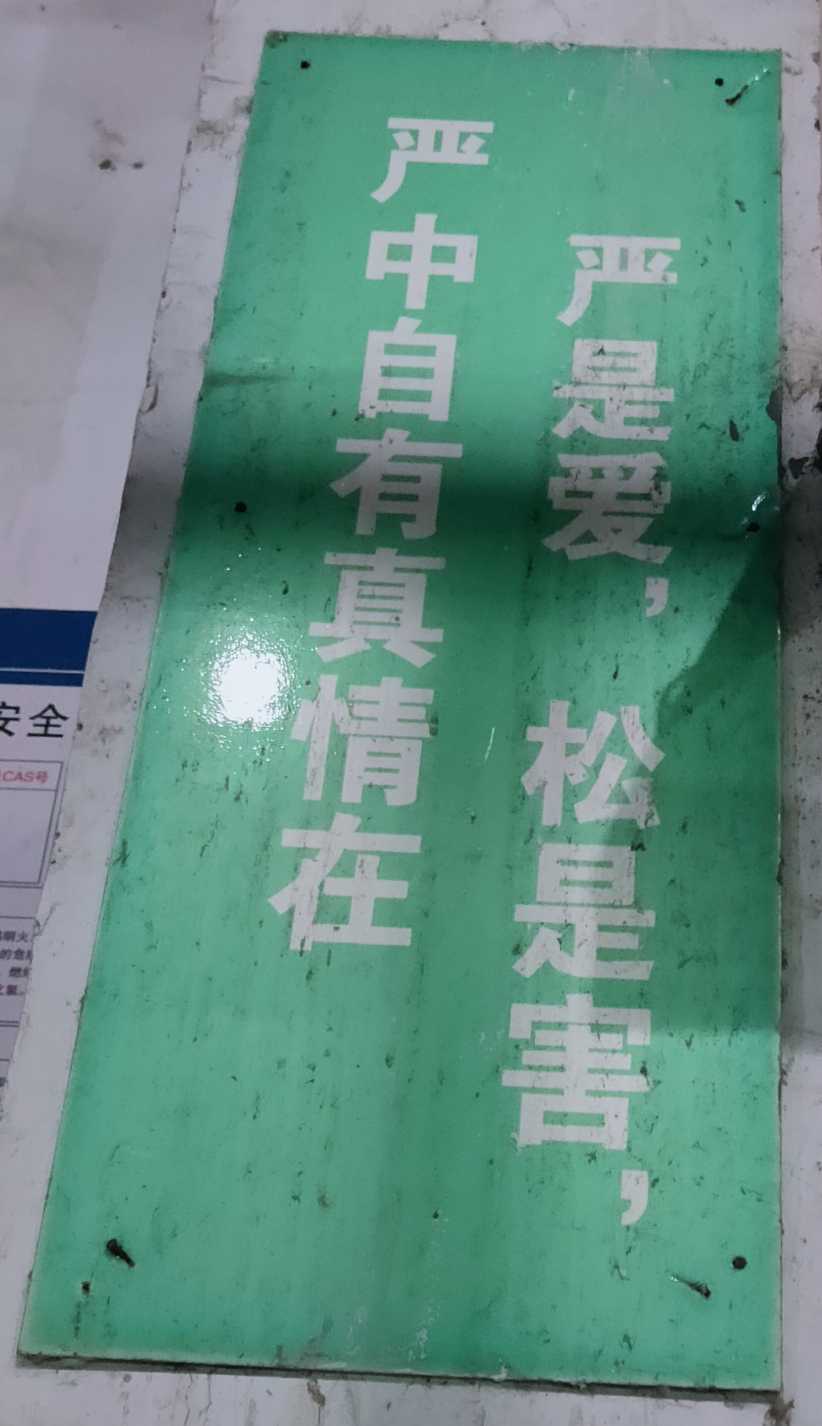 严是爱，松是害，
严中自有真情在
安全
CAS号